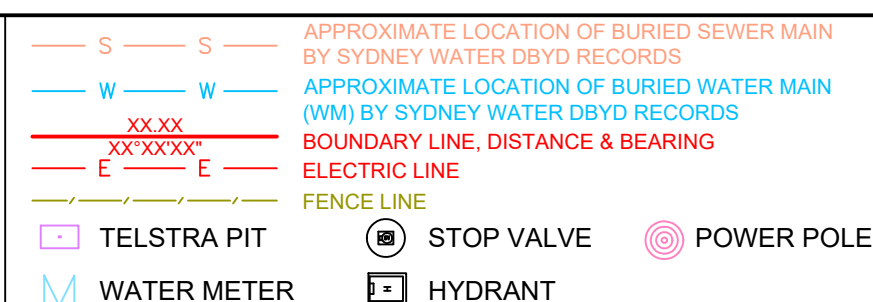 S S APPROXIMATE LOCATION OF BURIED SEWER MAIN
BY SYDNEY WATER DBYD RECORDS
W W APPROXIMATE LOCATION OF BURIED WATER MAIN
(WM) BY SYDNEY WATER DBYD RECORDS
XX.XX
XX°XX'XX"
BOUNDARY LINE, DISTANCE & BEARING
E E ELECTRIC LINE
FENCE LINE
TELSTRA PIT STOP VALVE POWER POLE
WATER METER HYDRANT